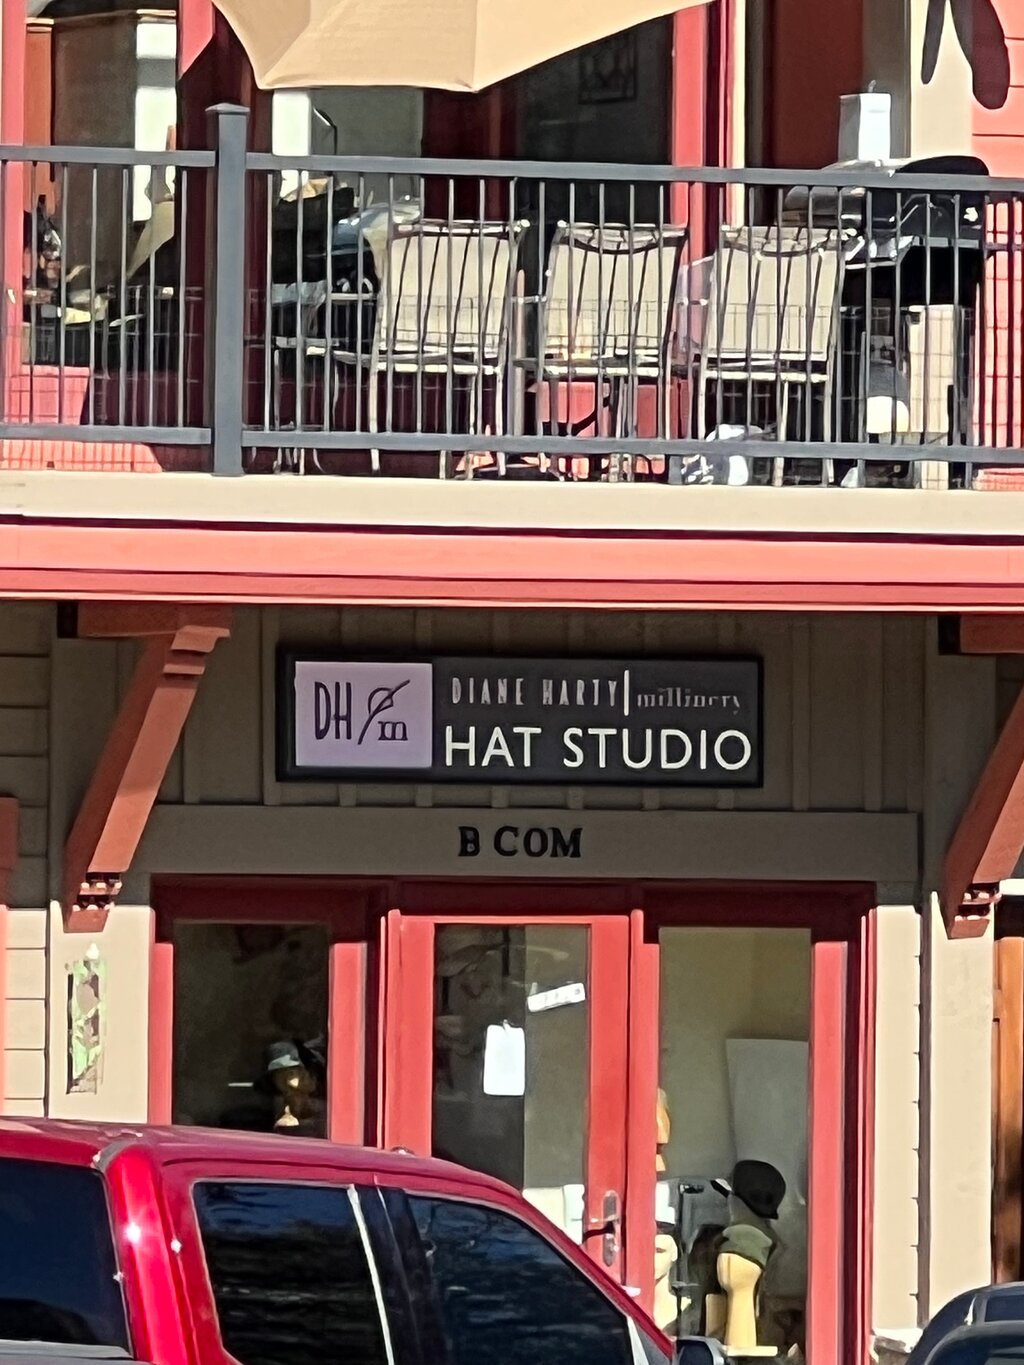 DH m
DIANE HARTY | millinery
HAT STUDIO
B COM